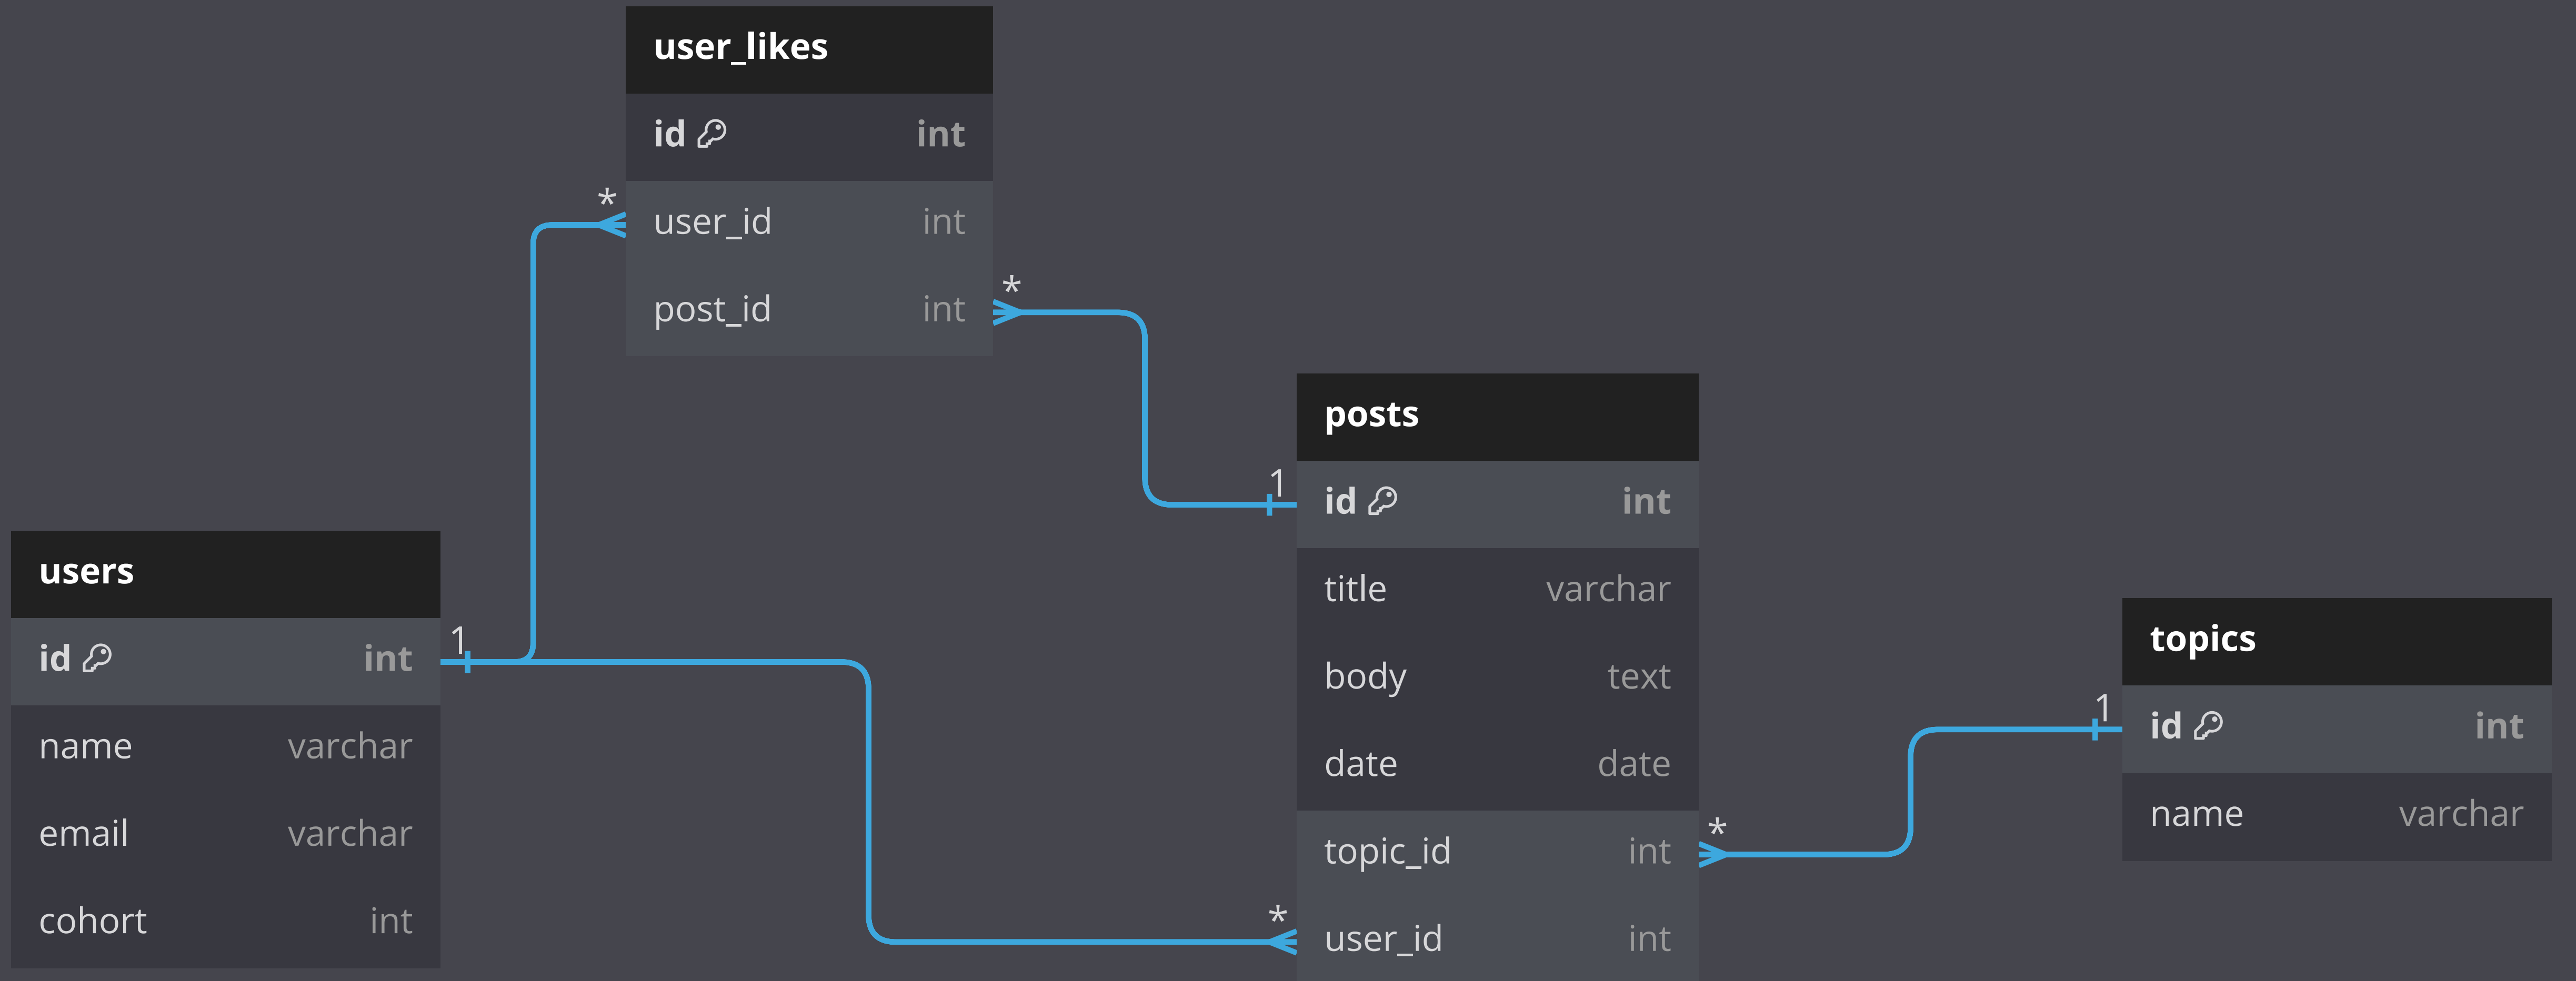 user_likes
id int
user_id int
post_id int
*
*
posts
id int
title varchar
body text
date date
topic_id int
user_id int
1
*
*
users
id int
name varchar
email varchar
cohort int
1
topics
id int
name varchar
1